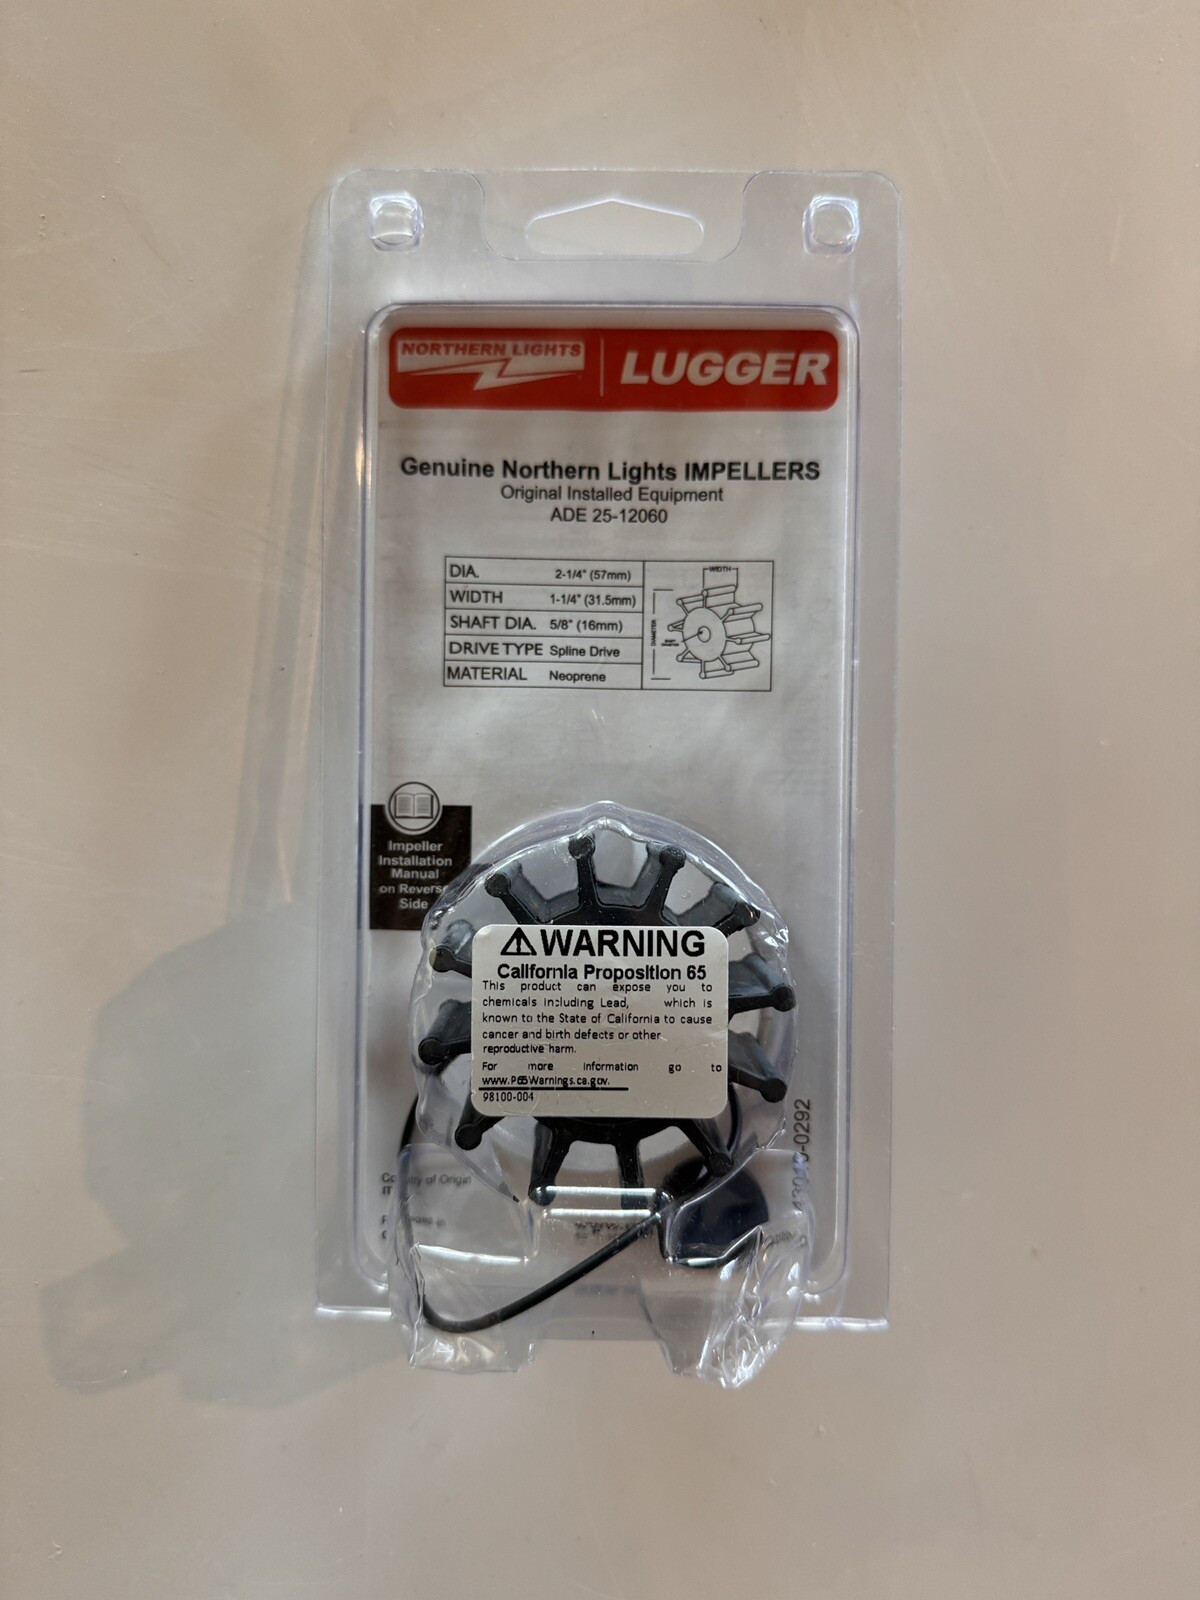 NORTHERN LIGHTS
LUGGER
Genuine Northern Lights IMPELLERS
Original Installed Equipment
ADE 25-12060
DIA. 2-1/4" (57mm)
WIDTH 1-1/4" (31.5mm)
SHAFT DIA. 5/8" (16mm)
DRIVE TYPE Spline Drive
MATERIAL Neoprene
WIDTH
DIAMETER
Impeller
Installation
Manual
on Reverse
Side
WARNING
California Proposition 65
This product can expose you to
chemicals including Lead, which is
known to the State of California to cause
cancer and birth defects or other
reproductive harm.
For more information go to
www.P65Warnings.ca.gov.
98100-004
of Origin